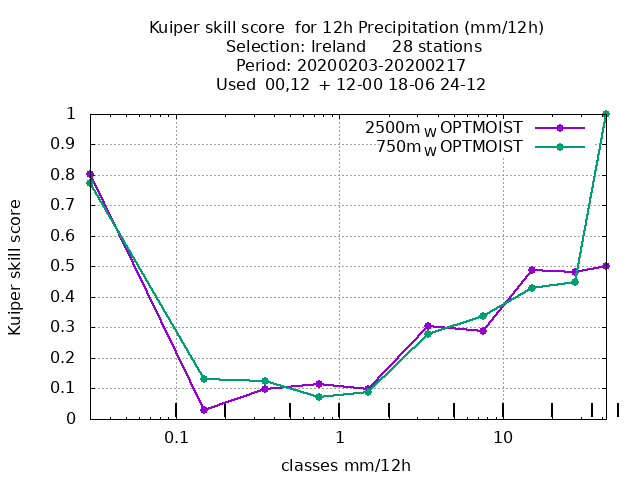 Kuiper skill score  for 12h Precipitation (mm/12h)
Selection: Ireland     28 stations
Period: 20200203-20200217
Used  00,12  + 12-00 18-06 24-12
2500m W OPTMOIST
750m W OPTMOIST
Kuiper skill score
1
0.9
0.8
0.7
0.6
0.5
0.4
0.3
0.2
0.1
0
0.1
1
10
classes mm/12h